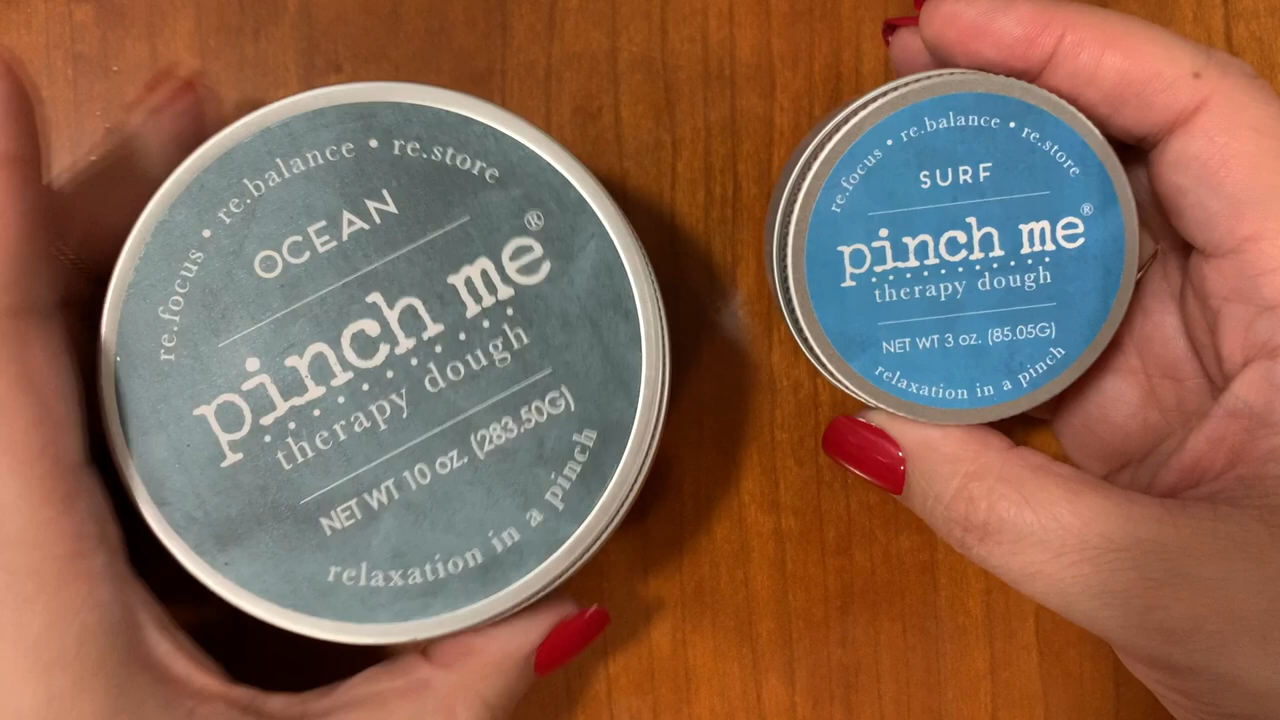 re.focus • re.balance • re.store
OCEAN
pinch me®
therapy dough
NET WT 10 oz. (283.50G)
relaxation in a pinch
re.focus • re.balance • re.store
SURF
pinch me®
therapy dough
NET WT 3 oz. (85.05G)
relaxation in a pinch